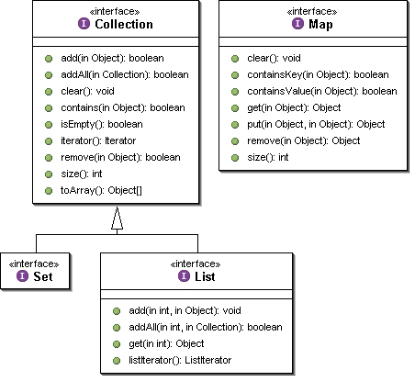 «interface»
I Collection
add(in Object): boolean
addAll(in Collection): boolean
clear(): void
contains(in Object): boolean
isEmpty(): boolean
iterator(): Iterator
remove(in Object): boolean
size(): int
toArray(): Object[]
«interface»
I Map
clear(): void
containsKey(in Object): boolean
containsValue(in Object): boolean
get(in Object): Object
put(in Object, in Object): Object
remove(in Object): Object
size(): int
«interface»
I Set
«interface»
I List
add(in int, in Object): void
addAll(in int, in Collection): boolean
get(in int): Object
listIterator(): ListIterator